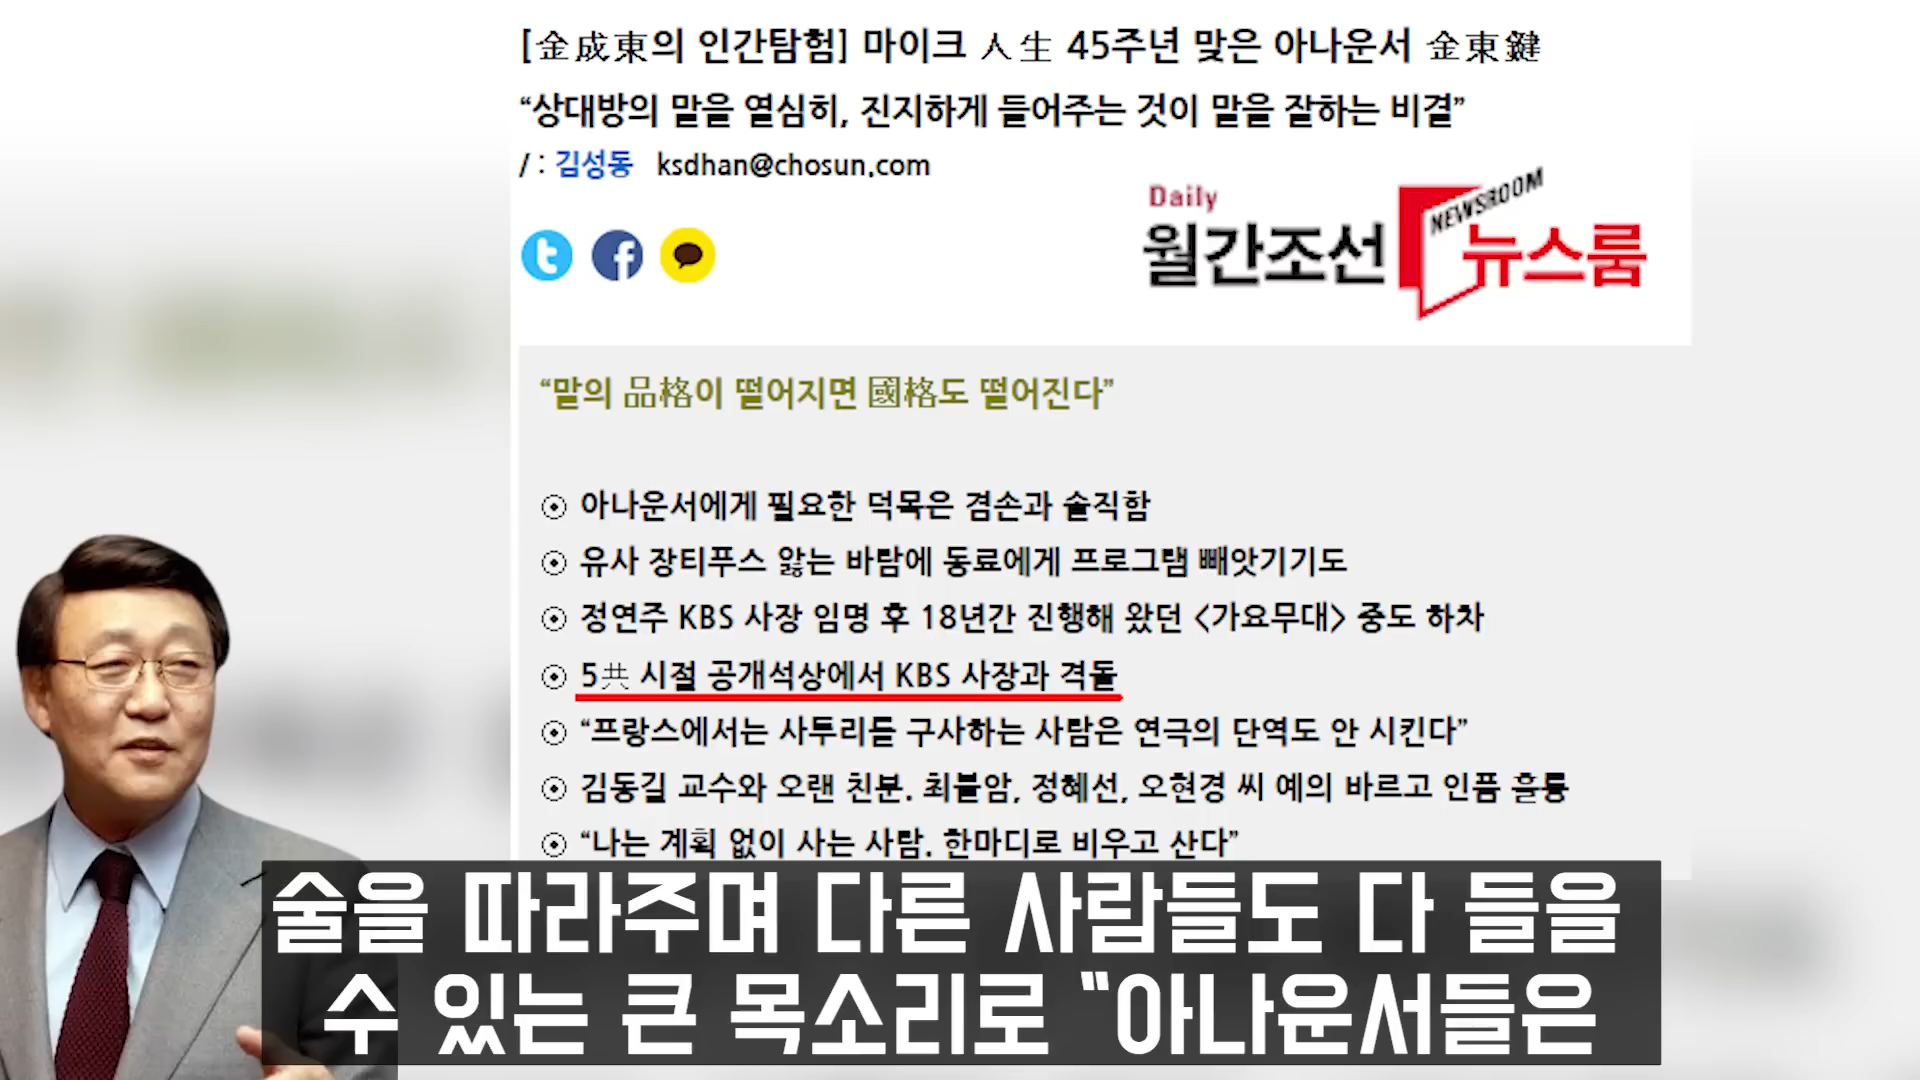 [金成東의 인간탐험] 마이크 人生 45주년 맞은 아나운서 金東鍵
“상대방의 말을 열심히, 진지하게 들어주는 것이 말을 잘하는 비결”
/ : 김성동 ksdhan@chosun.com
Daily
월간조선 NEWSROOM 뉴스룸
“말의 品格이 떨어지면 國格도 떨어진다”
⊙ 아나운서에게 필요한 덕목은 겸손과 솔직함
⊙ 유사 장티푸스 앓는 바람에 동료에게 프로그램 빼앗기기도
⊙ 정연주 KBS 사장 임명 후 18년간 진행해 왔던 <가요무대> 중도 하차
⊙ 5共 시절 공개석상에서 KBS 사장과 격돌
⊙ “프랑스에서는 사투리를 구사하는 사람은 연극의 단역도 안 시킨다”
⊙ 김동길 교수와 오랜 친분. 최불암, 정혜선, 오현경 씨 예의 바르고 인품 훌륭
⊙ “나는 계획 없이 사는 사람. 한마디로 비우고 산다”
술을 따라주며 다른 사람들도 다 들을
수 있는 큰 목소리로 “아나운서들은